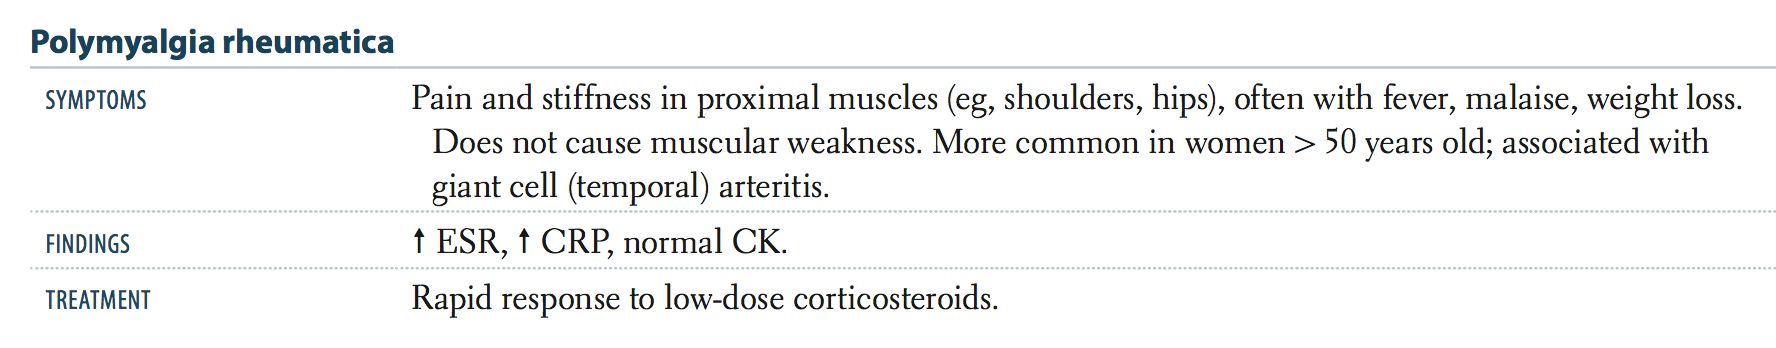 Polymyalgia rheumatica
SYMPTOMS Pain and stiffness in proximal muscles (eg, shoulders, hips), often with fever, malaise, weight loss.
Does not cause muscular weakness. More common in women > 50 years old; associated with
giant cell (temporal) arteritis.
FINDINGS ↑ ESR, ↑ CRP, normal CK.
TREATMENT Rapid response to low-dose corticosteroids.